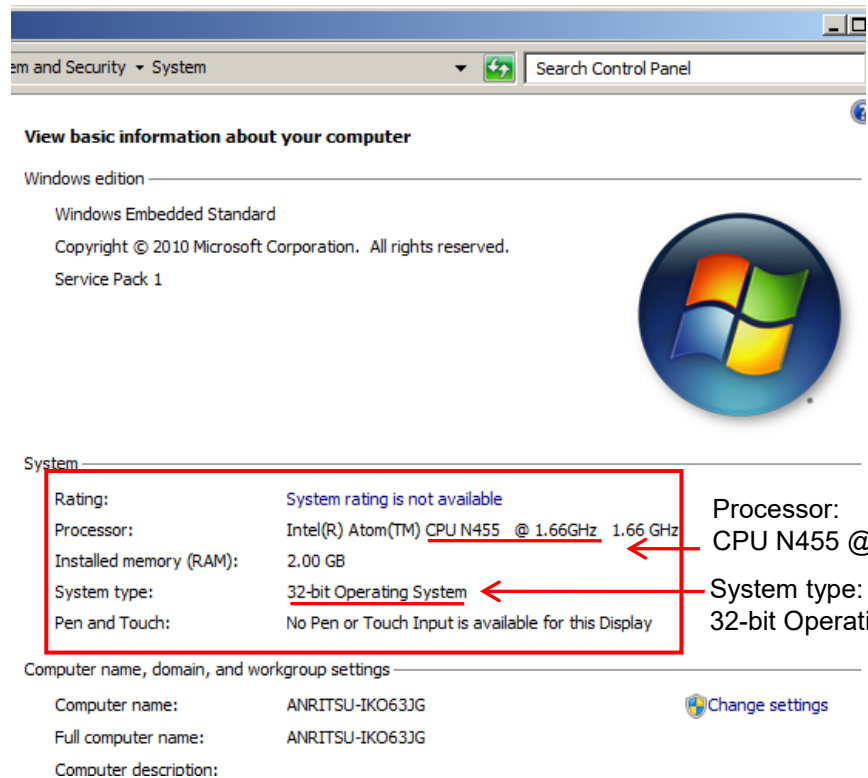 em and Security ▾ System Search Control Panel
View basic information about your computer
Windows edition
Windows Embedded Standard
Copyright © 2010 Microsoft Corporation. All rights reserved.
Service Pack 1
System
Rating: System rating is not available
Processor: Intel(R) Atom(TM) CPU N455 @ 1.66GHz 1.66 GHz
Installed memory (RAM): 2.00 GB
System type: 32-bit Operating System
Pen and Touch: No Pen or Touch Input is available for this Display
Processor:
CPU N455 @
System type:
32-bit Operati
Computer name, domain, and workgroup settings
Computer name: ANRITSU-IKO63JG Change settings
Full computer name: ANRITSU-IKO63JG
Computer description: